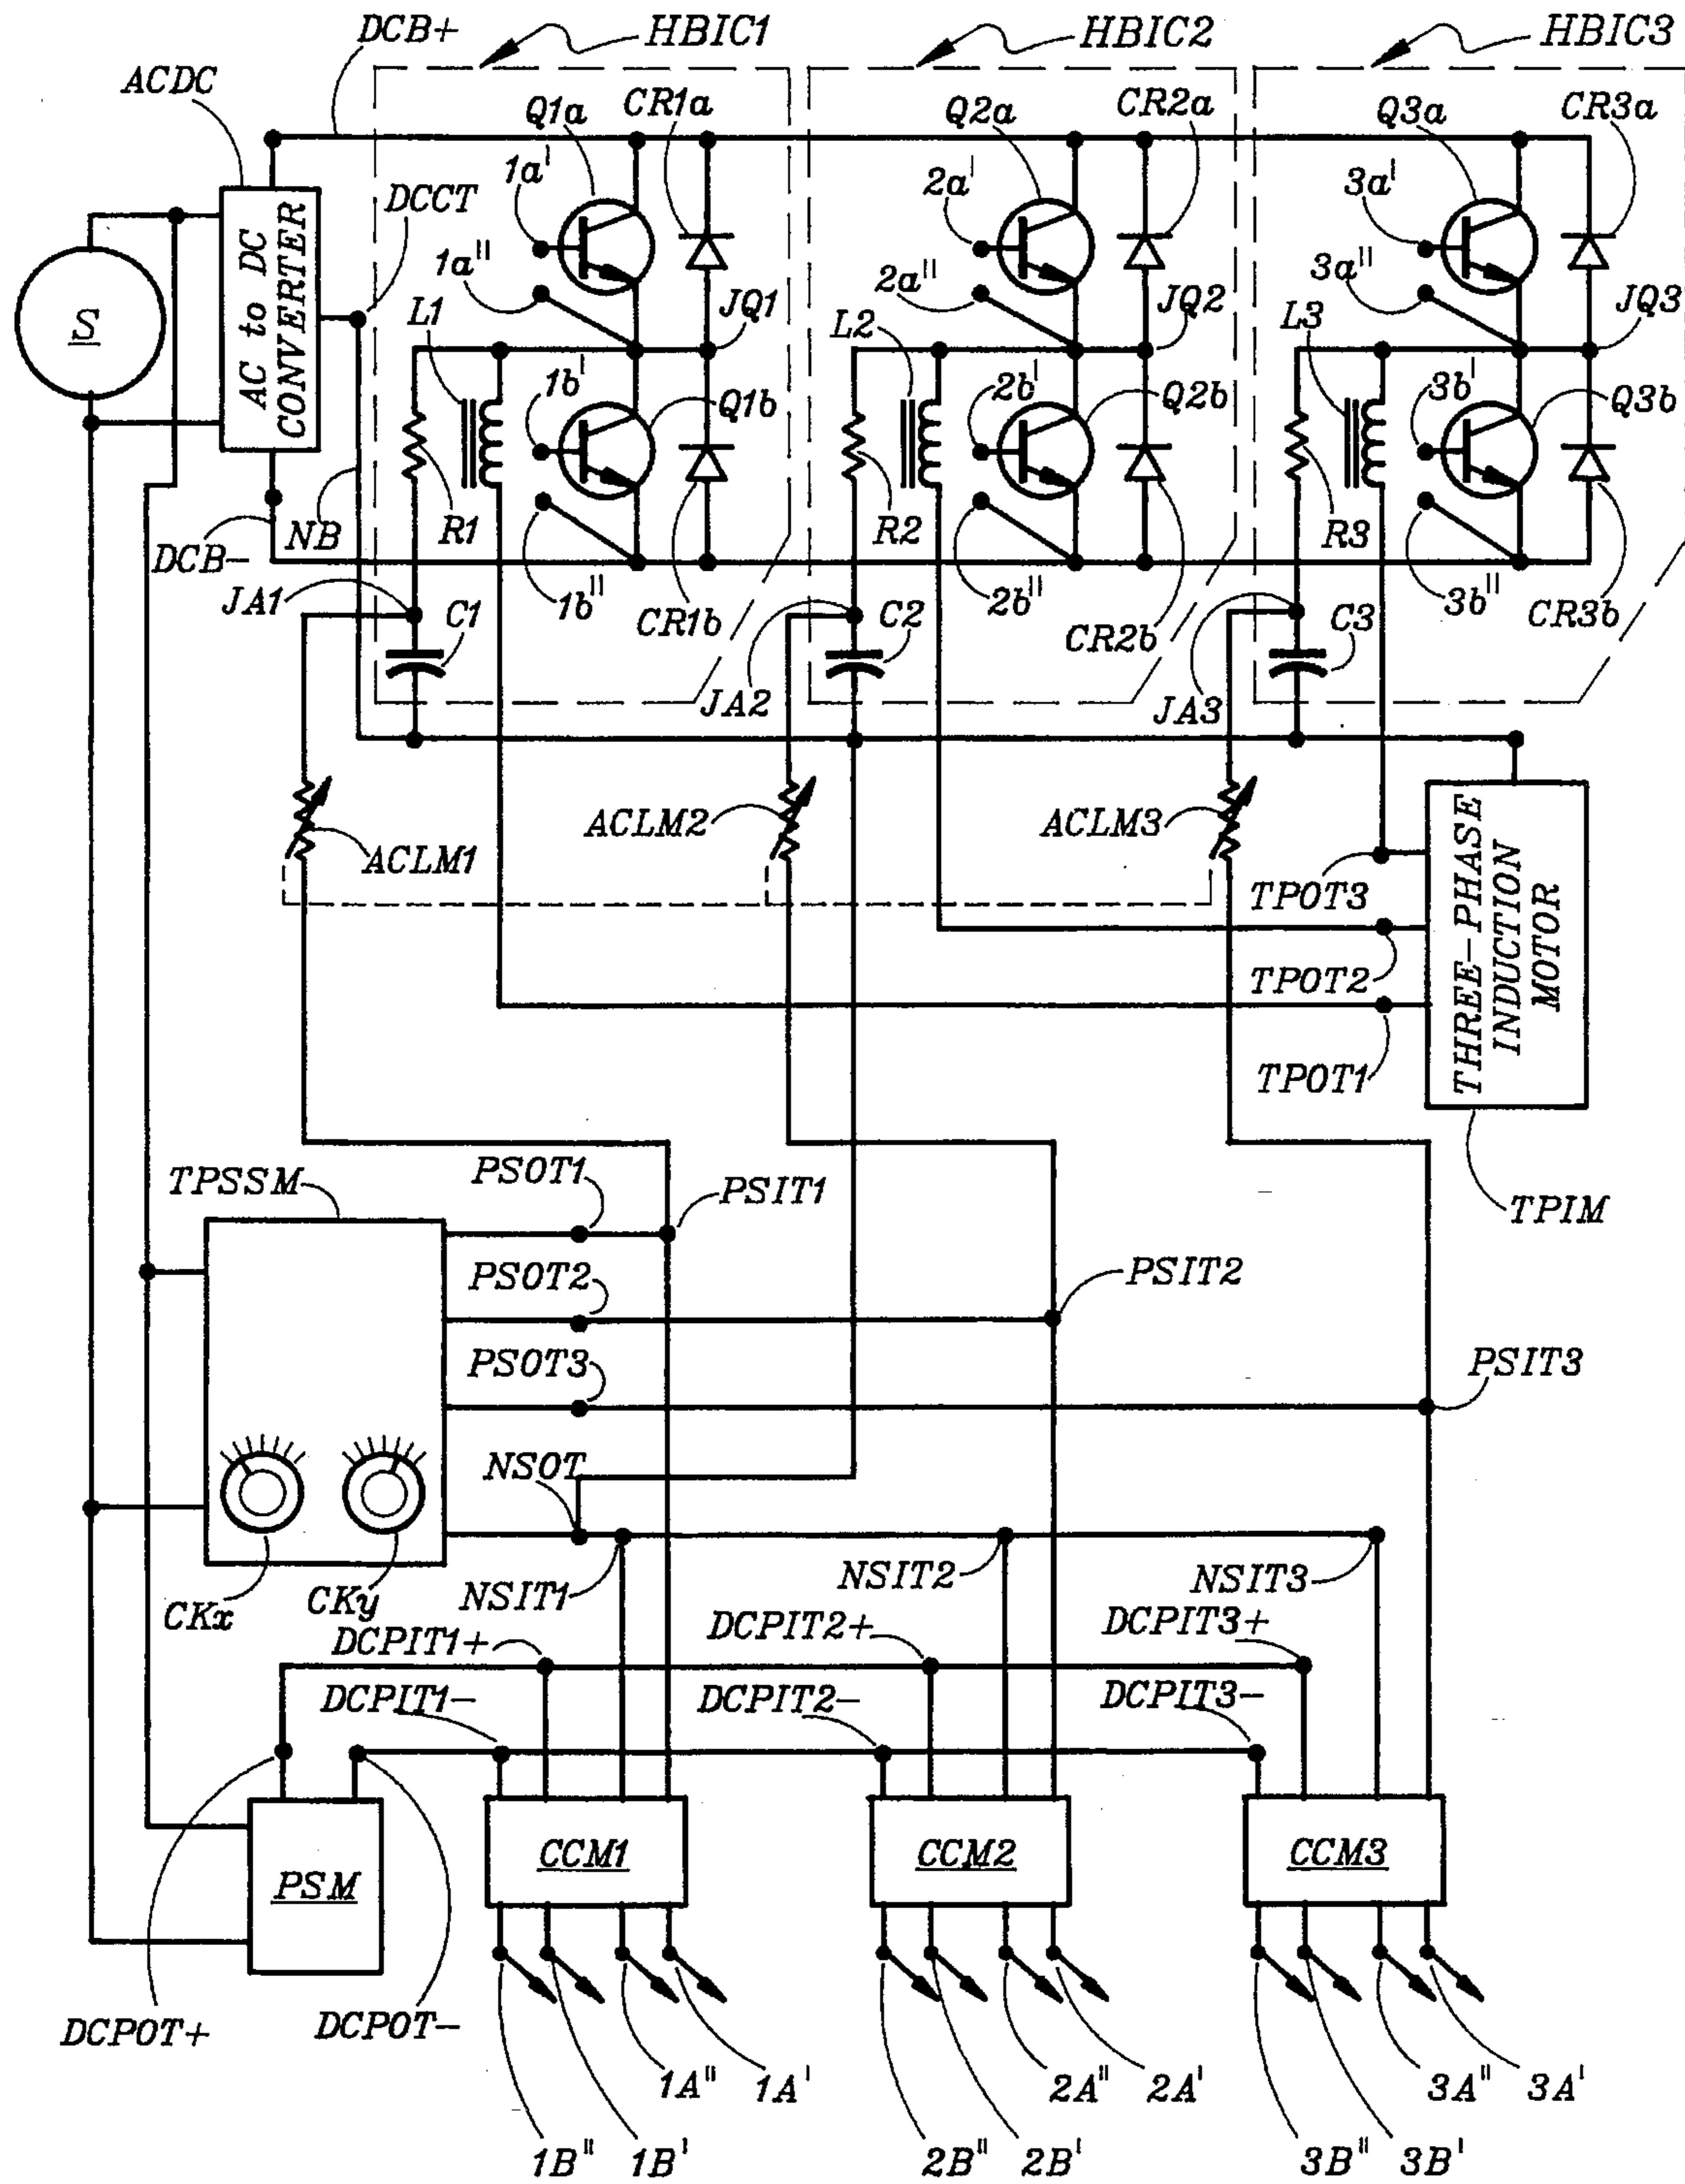 DCB+
HBIC1
HBIC2
HBIC3
ACDC
Q1a
CR1a
Q2a
CR2a
Q3a
CR3a
1a'
2a'
3a'
DCCT
1a"
2a"
3a"
AC to DC
CONVERTER
S
L1
JQ1
L2
JQ2
L3
JQ3
1b'
Q1b
2b'
Q2b
3b'
Q3b
NB
R1
R2
R3
DCB-
JA1
C1
1b"
CR1b
C2
2b"
CR2b
C3
3b"
CR3b
JA2
JA3
ACLM1
ACLM2
ACLM3
THREE-PHASE
INDUCTION
MOTOR
TPOT3
TPOT2
TPOT1
TPIM
TPSSM
PSOT1
PSIT1
PSOT2
PSIT2
PSOT3
PSIT3
NSOT
CKx
CKy
NSIT1
NSIT2
NSIT3
DCPIT1+
DCPIT2+
DCPIT3+
DCPIT1-
DCPIT2-
DCPIT3-
PSM
CCM1
CCM2
CCM3
DCPOT+
DCPOT-
1A"
1A'
2A"
2A'
3A"
3A'
1B"
1B'
2B"
2B'
3B"
3B'